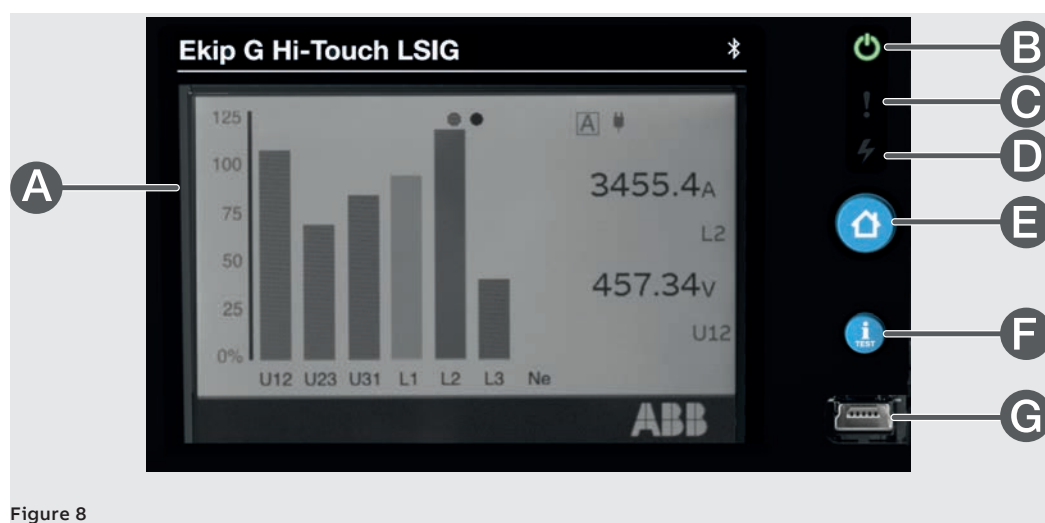 Ekip G Hi-Touch LSIG
B
C
D
A
E
F
G
125
100
75
50
25
0%
U12 U23 U31 L1 L2 L3 Ne
A
3455.4A
L2
457.34V
U12
i
TEST
ABB
Figure 8